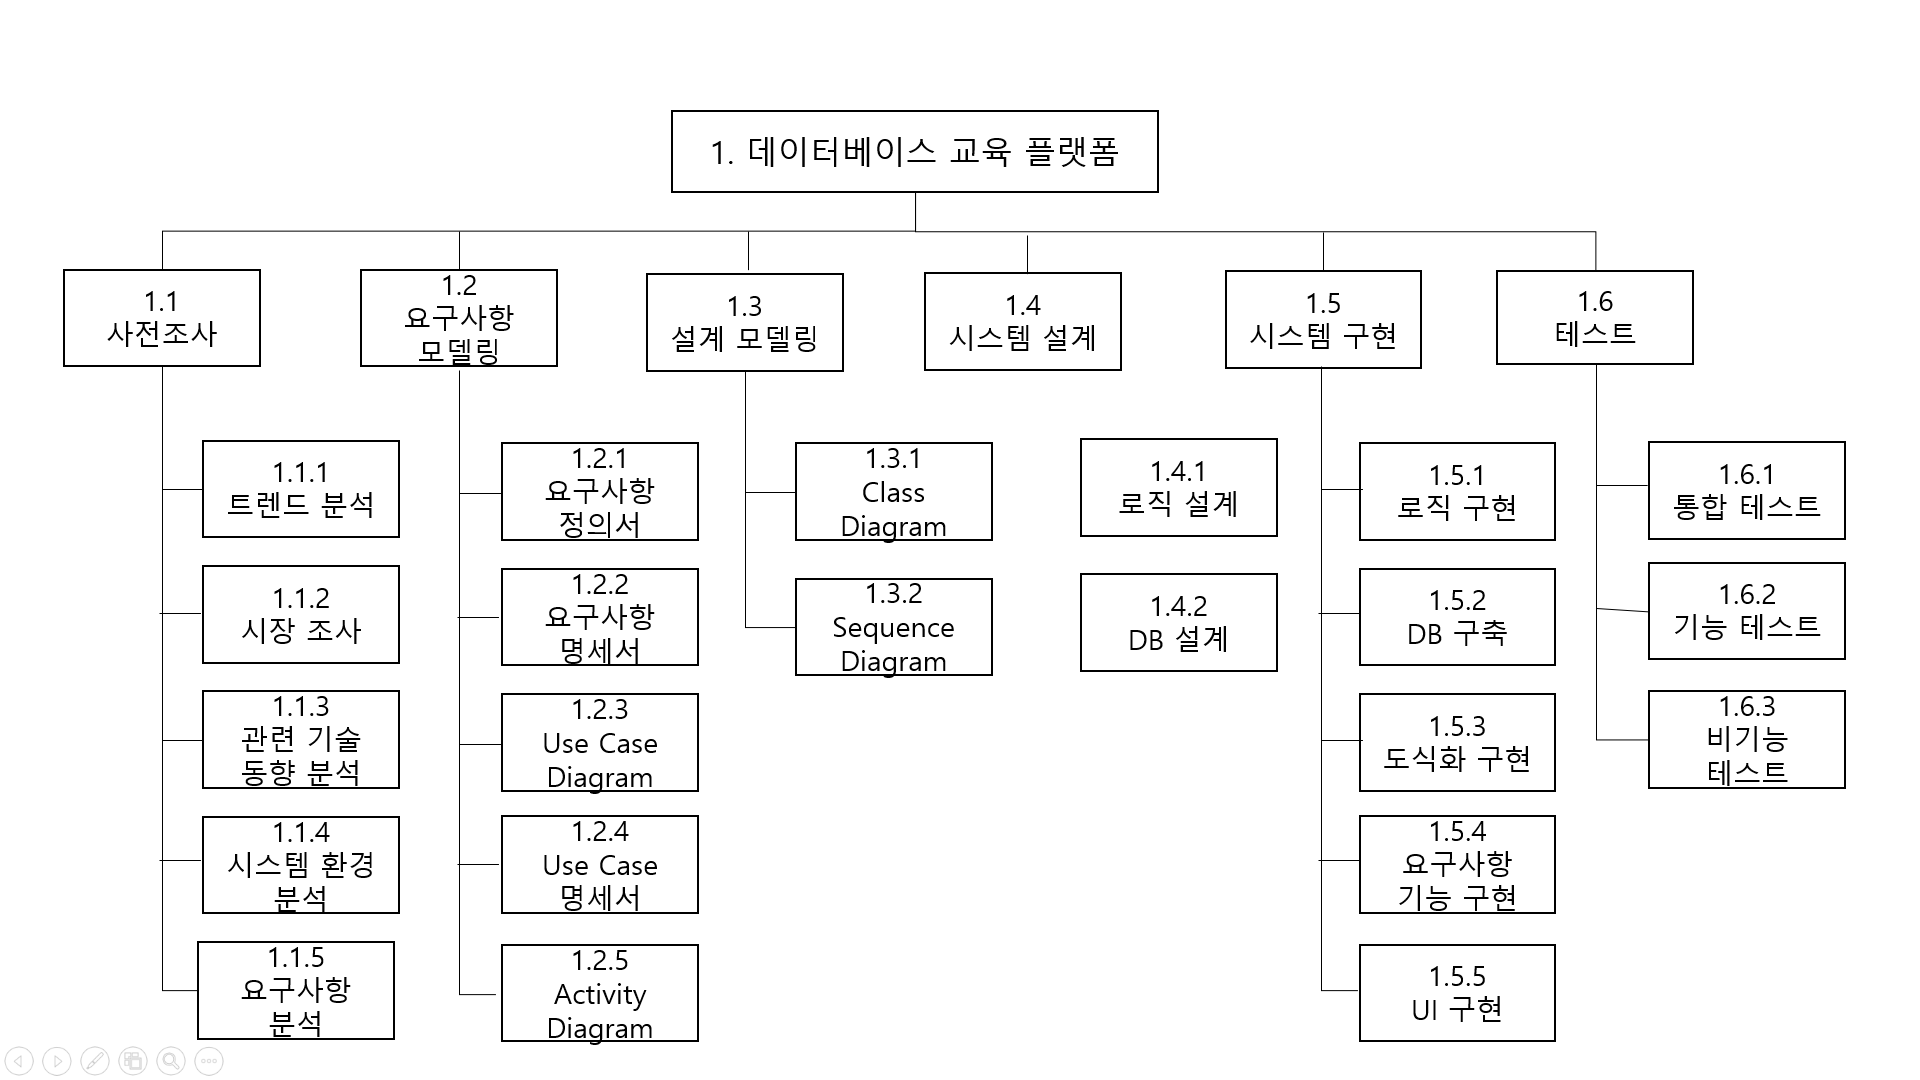 1. 데이터베이스 교육 플랫폼
1.1
사전조사
1.2
요구사항
모델링
1.3
설계 모델링
1.4
시스템 설계
1.5
시스템 구현
1.6
테스트
1.1.1
트렌드 분석
1.1.2
시장 조사
1.1.3
관련 기술
동향 분석
1.1.4
시스템 환경
분석
1.1.5
요구사항
분석
1.2.1
요구사항
정의서
1.2.2
요구사항
명세서
1.2.3
Use Case
Diagram
1.2.4
Use Case
명세서
1.2.5
Activity
Diagram
1.3.1
Class
Diagram
1.3.2
Sequence
Diagram
1.4.1
로직 설계
1.4.2
DB 설계
1.5.1
로직 구현
1.5.2
DB 구축
1.5.3
도식화 구현
1.5.4
요구사항
기능 구현
1.5.5
UI 구현
1.6.1
통합 테스트
1.6.2
기능 테스트
1.6.3
비기능
테스트